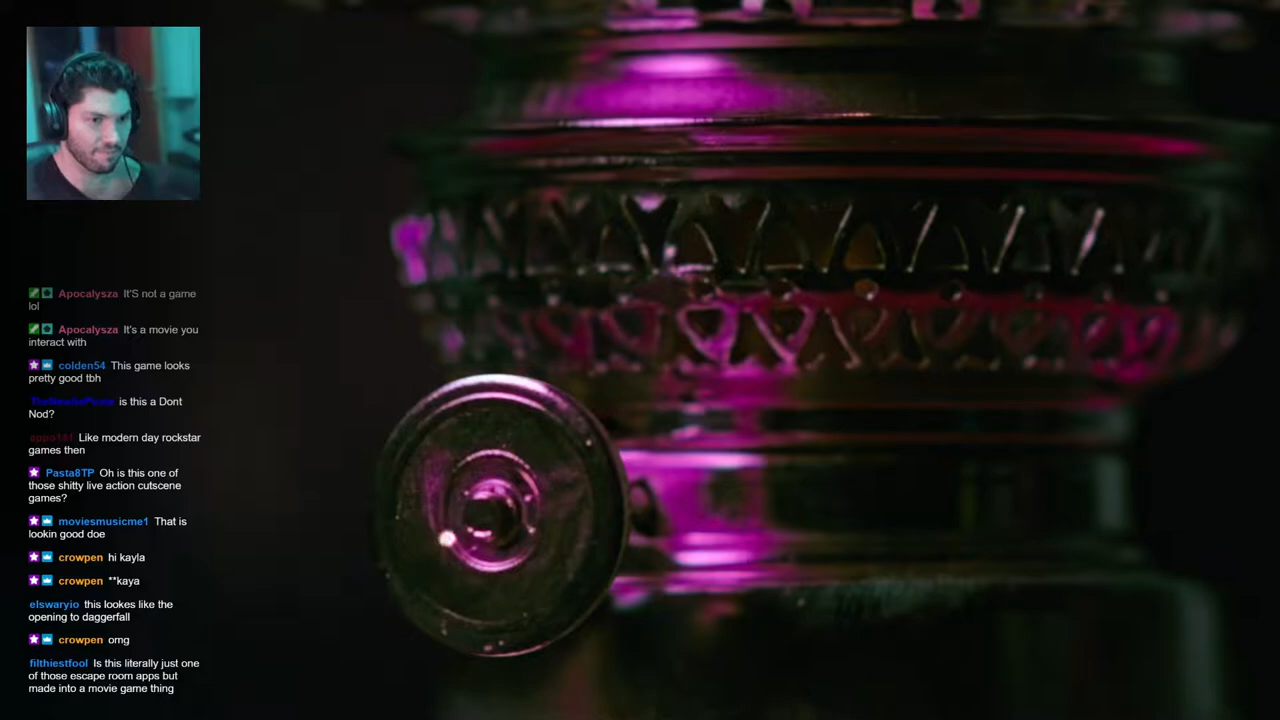 Apocalysza It'S not a game
lol
Apocalysza It's a movie you
interact with
colden54 This game looks
pretty good tbh
is this a Dont
Nod?
Like modern day rockstar
games then
Pasta8TP Oh is this one of
those shitty live action cutscene
games?
moviesmusicme1 That is
lookin good doe
crowpen hi kayla
crowpen **kaya
elswaryio this lookes like the
opening to daggerfall
crowpen omg
filthiestfool Is this literally just one
of those escape room apps but
made into a movie game thing